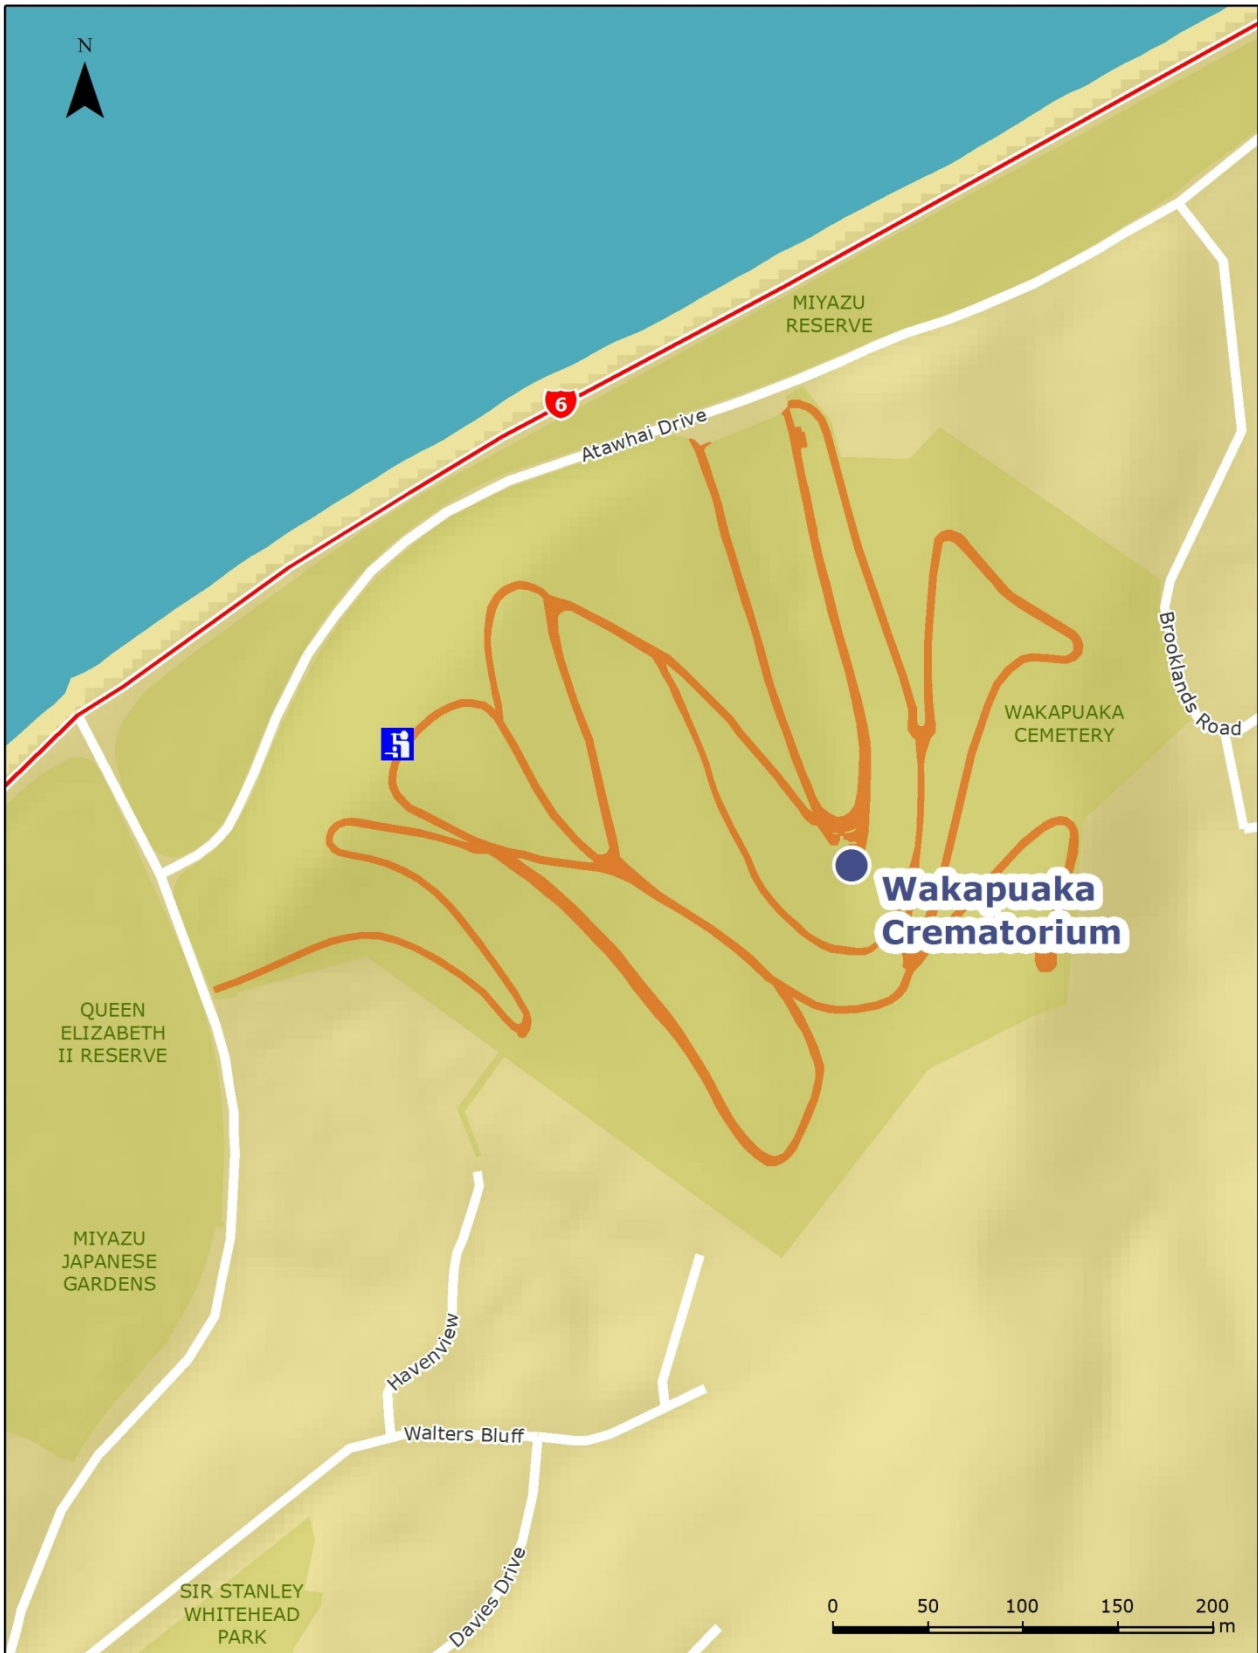 N
MIYAZU
RESERVE
6
Atawhai Drive
Brooklands Road
WAKAPUAKA
CEMETERY
Wakapuaka
Crematorium
QUEEN
ELIZABETH
II RESERVE
MIYAZU
JAPANESE
GARDENS
Havenview
Walters Bluff
Davies Drive
SIR STANLEY
WHITEHEAD
PARK
0 50 100 150 200
m